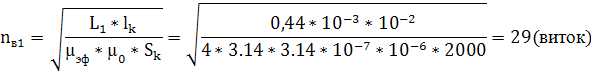 n_в1 = √((L_1 * l_k) / (μ_эф * μ_0 * S_k)) = √((0,44 * 10^−3 * 10^−2) / (4 * 3.14 * 3.14 * 10^−7 * 10^−6 * 2000)) = 29(виток)